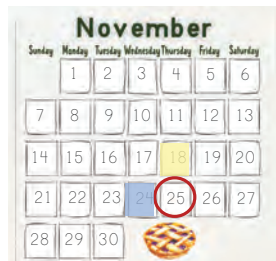 November
Sunday Monday Tuesday Wednesday Thursday Friday Saturday
1 2 3 4 5 6
7 8 9 10 11 12 13
14 15 16 17 18 19 20
21 22 23 24 25 26 27
28 29 30